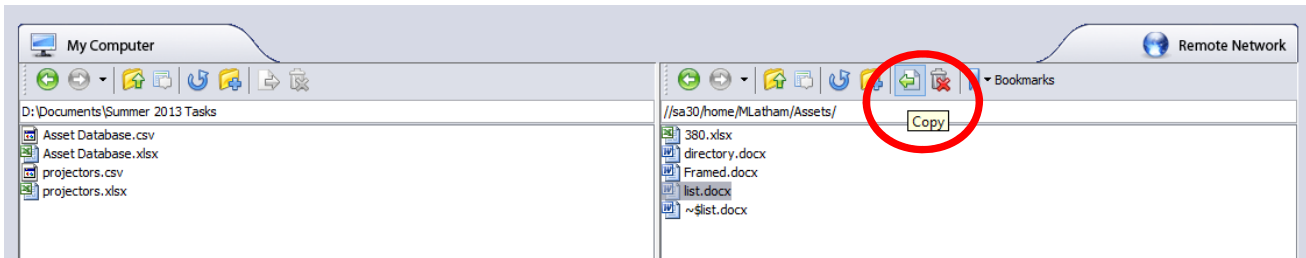 My Computer
Remote Network
Bookmarks
D:\Documents\Summer 2013 Tasks
//sa30/home/MLatham/Assets/
Copy
Asset Database.csv
Asset Database.xlsx
projectors.csv
projectors.xlsx
380.xlsx
directory.docx
Framed.docx
list.docx
~$list.docx